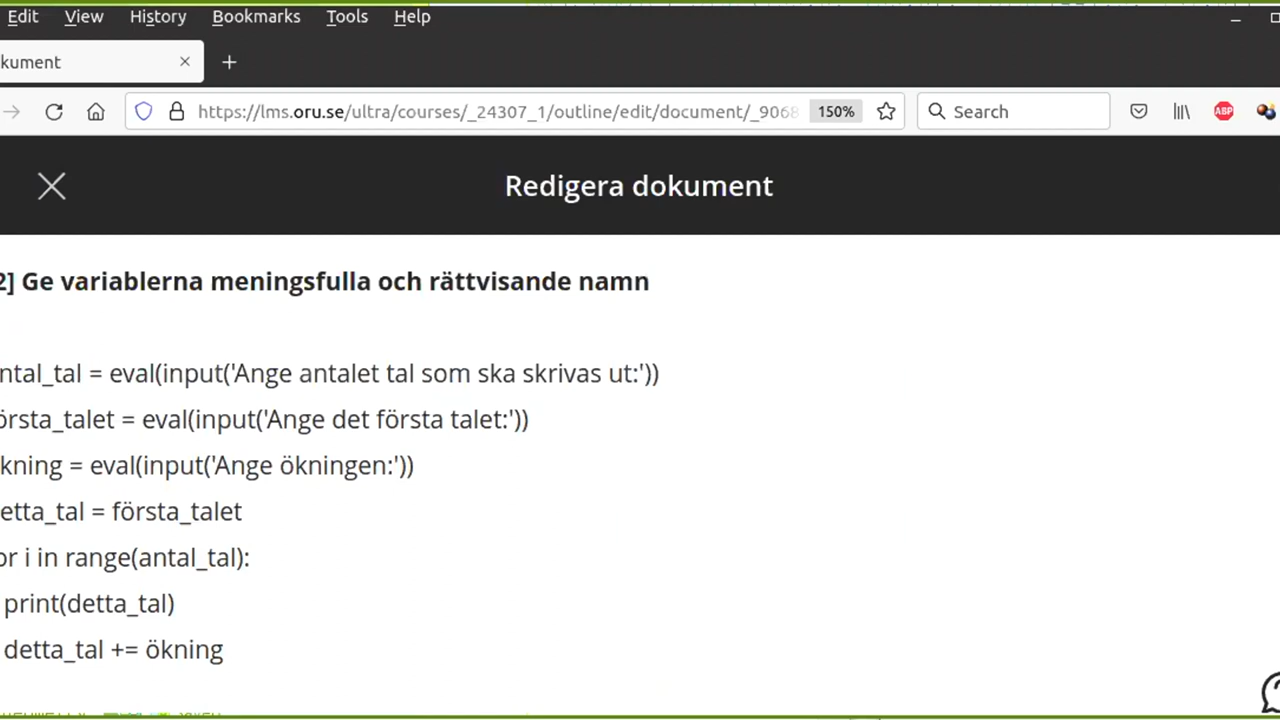 Edit View History Bookmarks Tools Help
kument
https://lms.oru.se/ultra/courses/_24307_1/outline/edit/document/_906 150% Search
ABP
Redigera dokument
2] Ge variablerna meningsfulla och rättvisande namn
ntal_tal = eval(input('Ange antalet tal som ska skrivas ut:'))
örsta_talet = eval(input('Ange det första talet:'))
kning = eval(input('Ange ökningen:'))
etta_tal = första_talet
or i in range(antal_tal):
print(detta_tal)
detta_tal += ökning